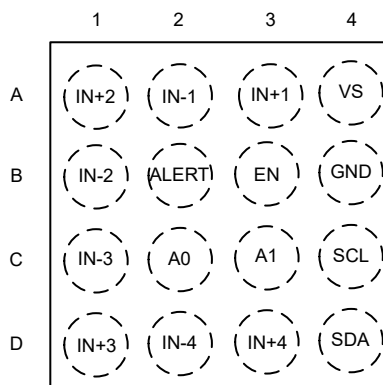 1 2 3 4
A IN+2 IN-1 IN+1 VS
B IN-2 ALERT EN GND
C IN-3 A0 A1 SCL
D IN+3 IN-4 IN+4 SDA